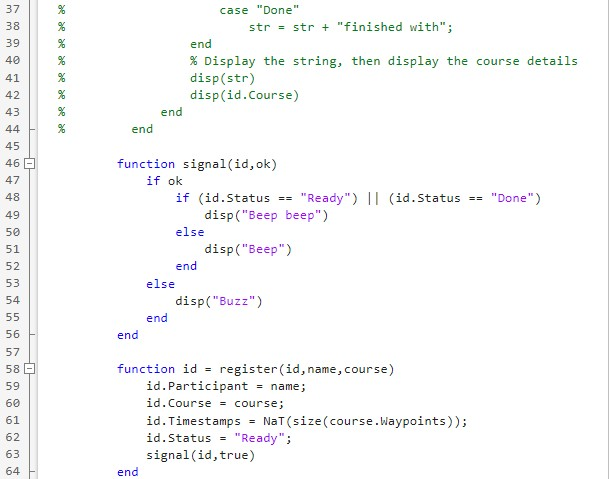 37 % case "Done"
38 % str = str + "finished with";
39 % end
40 % % Display the string, then display the course details
41 % disp(str)
42 % disp(id.Course)
43 % end
44 % end
45
46 function signal(id,ok)
47 if ok
48 if (id.Status == "Ready") || (id.Status == "Done")
49 disp("Beep beep")
50 else
51 disp("Beep")
52 end
53 else
54 disp("Buzz")
55 end
56 end
57
58 function id = register(id,name,course)
59 id.Participant = name;
60 id.Course = course;
61 id.Timestamps = NaT(size(course.Waypoints));
62 id.Status = "Ready";
63 signal(id,true)
64 end